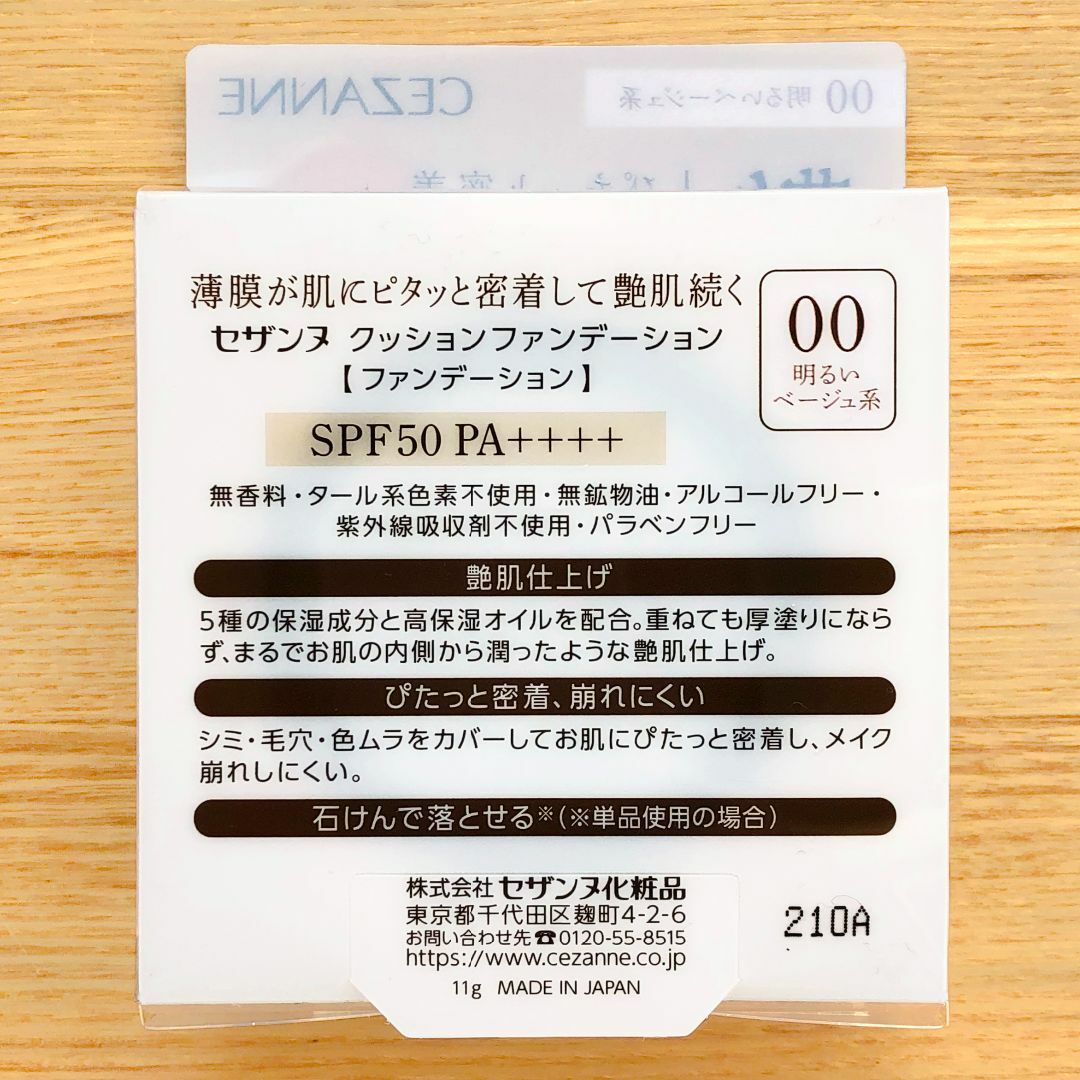 CEZANNE
00 明るいベージュ系
薄膜が肌にピタッと密着して艶肌続く
セザンヌ クッションファンデーション
【ファンデーション】
00
明るい
ベージュ系
SPF50 PA++++
無香料・タール系色素不使用・無鉱物油・アルコールフリー・
紫外線吸収剤不使用・パラベンフリー
艶肌仕上げ
5種の保湿成分と高保湿オイルを配合。重ねても厚塗りになら
ず、まるでお肌の内側から潤ったような艶肌仕上げ。
ぴたっと密着、崩れにくい
シミ・毛穴・色ムラをカバーしてお肌にぴたっと密着し、メイク
崩れしにくい。
石けんで落とせる※(※単品使用の場合)
株式会社 セザンヌ化粧品
東京都千代田区麹町4-2-6
お問い合わせ先☎0120-55-8515
https://www.cezanne.co.jp
11g MADE IN JAPAN
210A